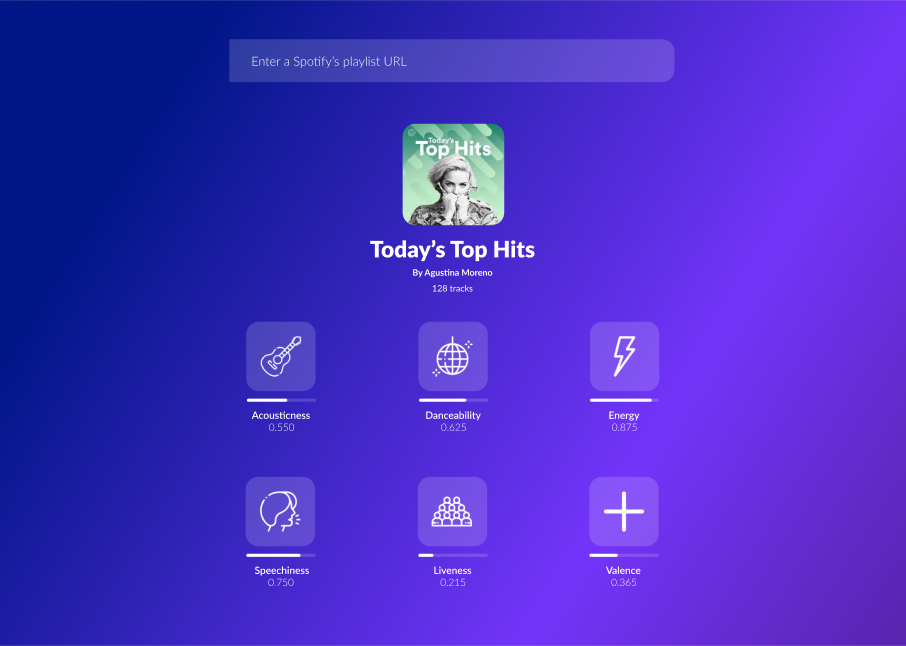 Enter a Spotify's playlist URL
Today's
Top Hits
Today's Top Hits
By Agustina Moreno
128 tracks
Acousticness
0.550
Danceability
0.625
Energy
0.875
Speechiness
0.750
Liveness
0.215
Valence
0.365